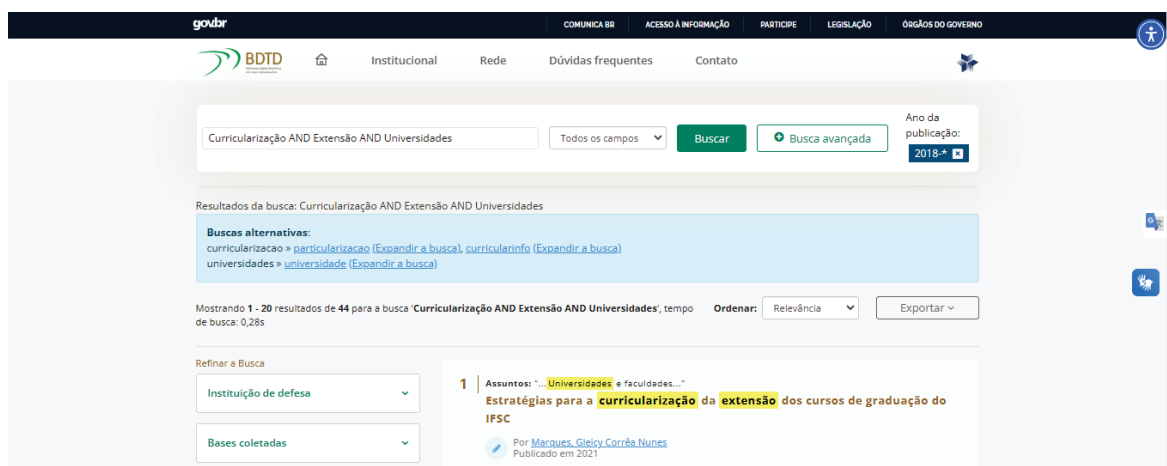 gov.br
COMUNICA BR ACESSO À INFORMAÇÃO PARTICIPE LEGISLAÇÃO ÓRGÃOS DO GOVERNO
BDTD
Institucional Rede Dúvidas frequentes Contato
Curricularização AND Extensão AND Universidades
Todos os campos
Buscar
Busca avançada
Ano da
publicação:
2018-*
Resultados da busca: Curricularização AND Extensão AND Universidades
Buscas alternativas:
curricularizacao » particularizacao (Expandir a busca), curricularinfo (Expandir a busca)
universidades » universidade (Expandir a busca)
Mostrando 1 - 20 resultados de 44 para a busca 'Curricularização AND Extensão AND Universidades', tempo
de busca: 0,28s
Ordenar: Relevância
Exportar
Refinar a Busca
Instituição de defesa
Bases coletadas
1
Assuntos: "...Universidades e faculdades..."
Estratégias para a curricularização da extensão dos cursos de graduação do
IFSC
Por Marques, Gleicy Corrêa Nunes
Publicado em 2021